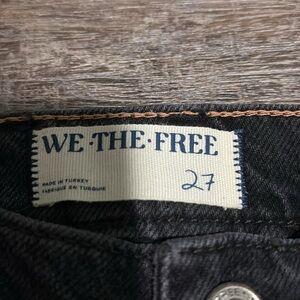 WE·THE·FREE
27
MADE IN TURKEY
FABRIQUÉ EN TURQUIE